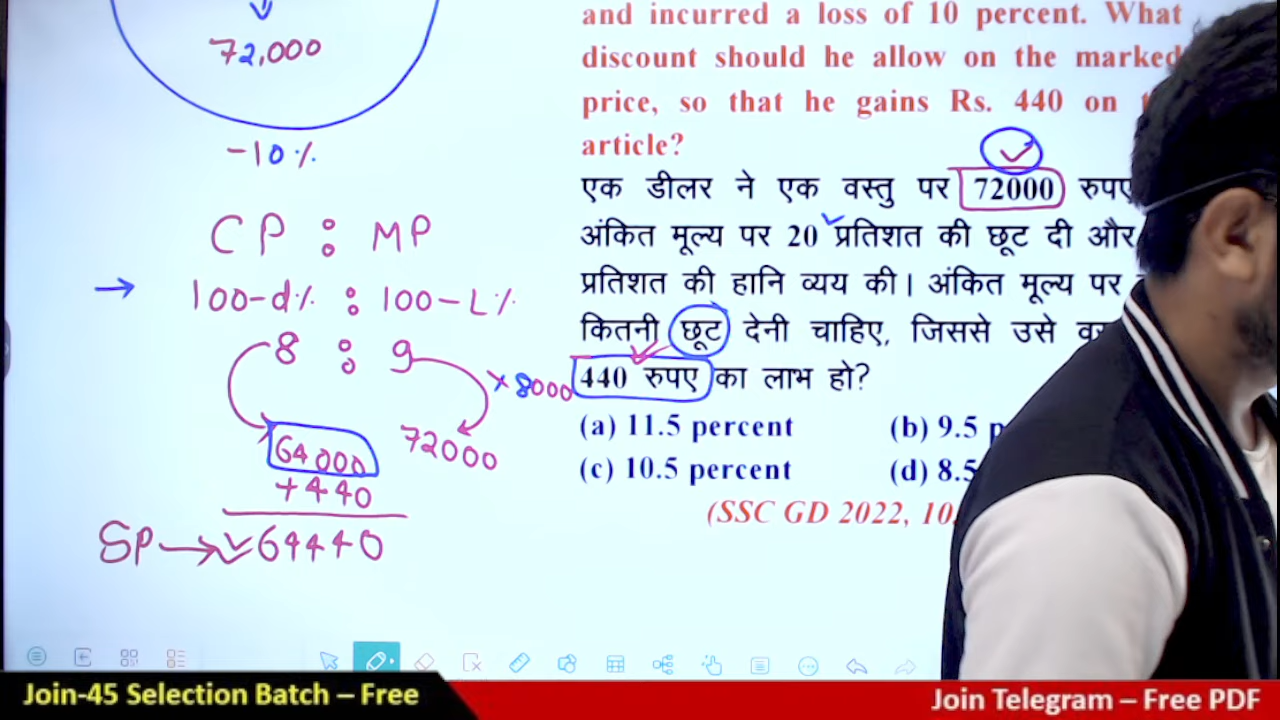 72,000
-10%
CP : MP
100-d% : 100-L%
8 : 9
×8000
64000 72000
+440
SP → 64440
and incurred a loss of 10 percent. What
discount should he allow on the marked
price, so that he gains Rs. 440 on
article?
एक डीलर ने एक वस्तु पर 72000 रुपए
अंकित मूल्य पर 20 प्रतिशत की छूट दी और
प्रतिशत की हानि व्यय की। अंकित मूल्य पर
कितनी छूट देनी चाहिए, जिससे उसे
440 रुपए का लाभ हो?
(a) 11.5 percent (b) 9.5
(c) 10.5 percent (d) 8.5
(SSC GD 2022, 10
Join-45 Selection Batch – Free
Join Telegram – Free PDF